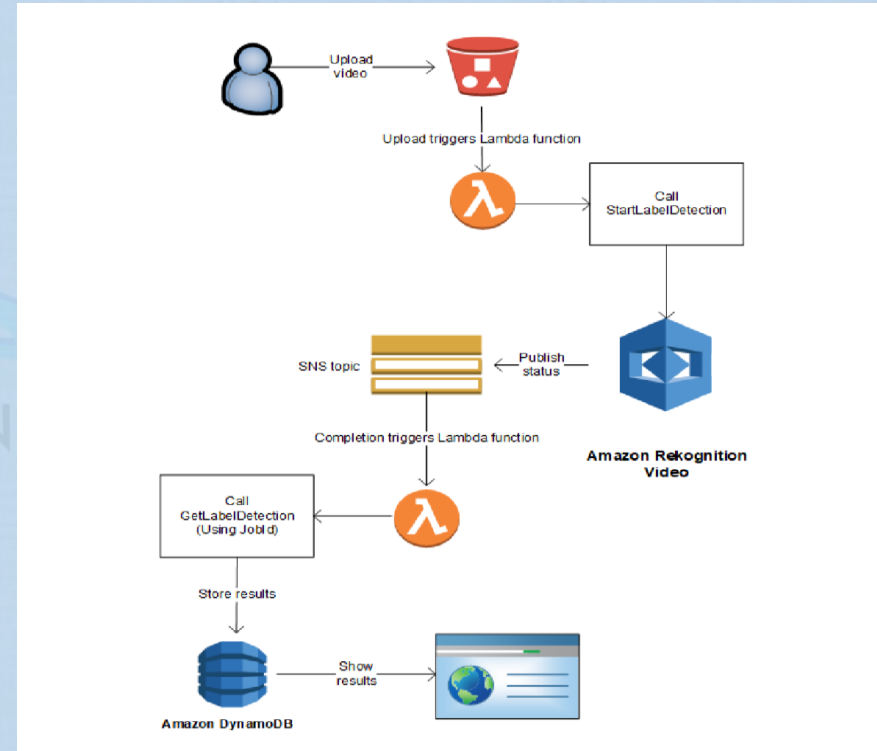 Upload
video
Upload triggers Lambda function
Call
StartLabelDetection
SNS topic
Publish
status
Amazon Rekognition
Video
Completion triggers Lambda function
Call
GetLabelDetection
(Using JobId)
Store results
Show
results
Amazon DynamoDB